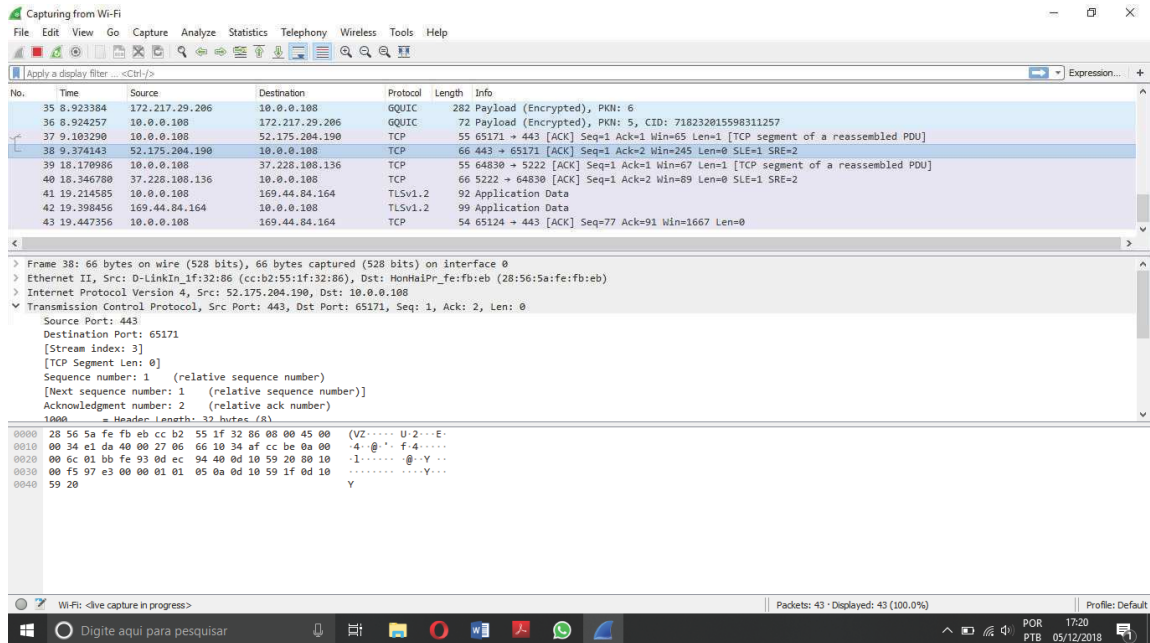 Capturing from Wi-Fi
File Edit View Go Capture Analyze Statistics Telephony Wireless Tools Help
Apply a display filter ... <Ctrl-/>
Expression... +
No. Time Source Destination Protocol Length Info
35 8.923384 172.217.29.206 10.0.0.108 GQUIC 282 Payload (Encrypted), PKN: 6
36 8.924257 10.0.0.108 172.217.29.206 GQUIC 72 Payload (Encrypted), PKN: 5, CID: 718232015598311257
37 9.103290 10.0.0.108 52.175.204.190 TCP 55 65171 → 443 [ACK] Seq=1 Ack=1 Win=65 Len=1 [TCP segment of a reassembled PDU]
38 9.374143 52.175.204.190 10.0.0.108 TCP 66 443 → 65171 [ACK] Seq=1 Ack=2 Win=245 Len=0 SLE=1 SRE=2
39 18.170986 10.0.0.108 37.228.108.136 TCP 55 64830 → 5222 [ACK] Seq=1 Ack=1 Win=67 Len=1 [TCP segment of a reassembled PDU]
40 18.346780 37.228.108.136 10.0.0.108 TCP 66 5222 → 64830 [ACK] Seq=1 Ack=2 Win=89 Len=0 SLE=1 SRE=2
41 19.214585 10.0.0.108 169.44.84.164 TLSv1.2 92 Application Data
42 19.398456 169.44.84.164 10.0.0.108 TLSv1.2 99 Application Data
43 19.447356 10.0.0.108 169.44.84.164 TCP 54 65124 → 443 [ACK] Seq=77 Ack=91 Win=1667 Len=0
Frame 38: 66 bytes on wire (528 bits), 66 bytes captured (528 bits) on interface 0
Ethernet II, Src: D-LinkIn_1f:32:86 (cc:b2:55:1f:32:86), Dst: HonHaiPr_fe:fb:eb (28:56:5a:fe:fb:eb)
Internet Protocol Version 4, Src: 52.175.204.190, Dst: 10.0.0.108
Transmission Control Protocol, Src Port: 443, Dst Port: 65171, Seq: 1, Ack: 2, Len: 0
Source Port: 443
Destination Port: 65171
[Stream index: 3]
[TCP Segment Len: 0]
Sequence number: 1 (relative sequence number)
[Next sequence number: 1 (relative sequence number)]
Acknowledgment number: 2 (relative ack number)
1000 .... = Header Length: 32 bytes (8)
0000 28 56 5a fe fb eb cc b2 55 1f 32 86 08 00 45 00 (VZ····· U·2···E·
0010 00 34 e1 da 40 00 27 06 66 10 34 af cc be 0a 00 ·4··@·'· f·4·····
0020 00 6c 01 bb fe 93 0d ec 94 40 0d 10 59 20 80 10 ·l······ ·@··Y ··
0030 00 f5 97 e3 00 00 01 01 05 0a 0d 10 59 1f 0d 10 ········ ····Y···
0040 59 20 Y
Wi-Fi: <live capture in progress>
Packets: 43 · Displayed: 43 (100.0%)
Profile: Default
Digite aqui para pesquisar
POR
PTB
17:20
05/12/2018